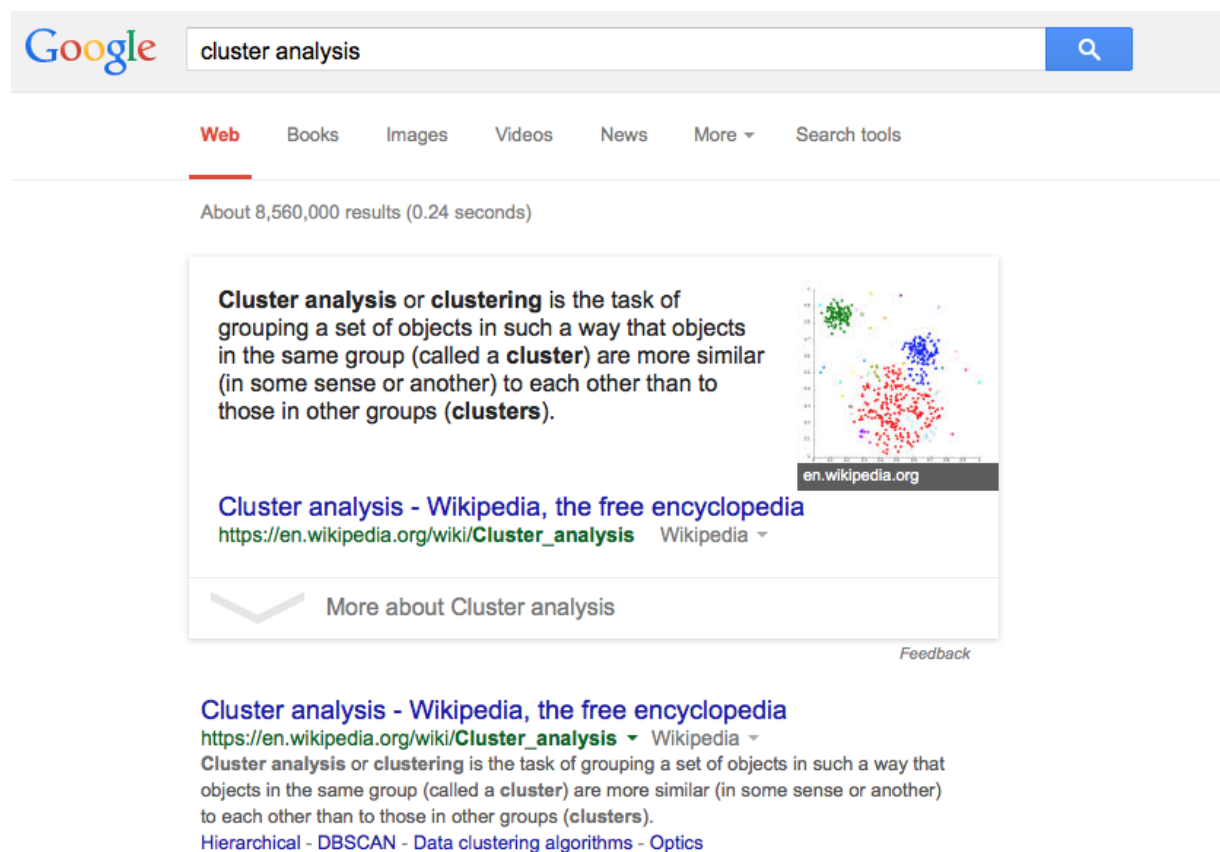 Google
cluster analysis
Web Books Images Videos News More Search tools
About 8,560,000 results (0.24 seconds)
Cluster analysis or clustering is the task of
grouping a set of objects in such a way that objects
in the same group (called a cluster) are more similar
(in some sense or another) to each other than to
those in other groups (clusters).
en.wikipedia.org
Cluster analysis - Wikipedia, the free encyclopedia
https://en.wikipedia.org/wiki/Cluster_analysis Wikipedia
More about Cluster analysis
Feedback
Cluster analysis - Wikipedia, the free encyclopedia
https://en.wikipedia.org/wiki/Cluster_analysis Wikipedia
Cluster analysis or clustering is the task of grouping a set of objects in such a way that
objects in the same group (called a cluster) are more similar (in some sense or another)
to each other than to those in other groups (clusters).
Hierarchical - DBSCAN - Data clustering algorithms - Optics